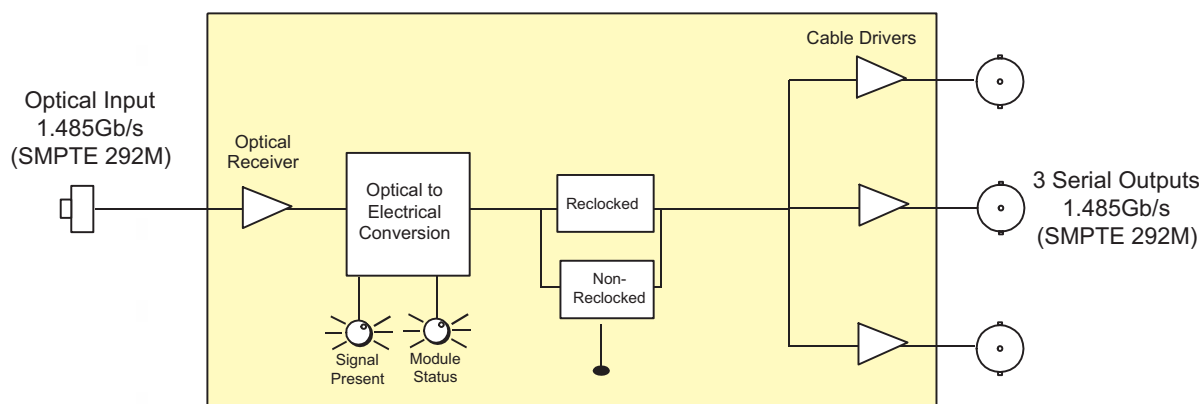 Cable Drivers
Optical Input
1.485Gb/s
(SMPTE 292M)
Optical
Receiver
Optical to
Electrical
Conversion
Reclocked
Non-
Reclocked
3 Serial Outputs
1.485Gb/s
(SMPTE 292M)
Signal
Present
Module
Status